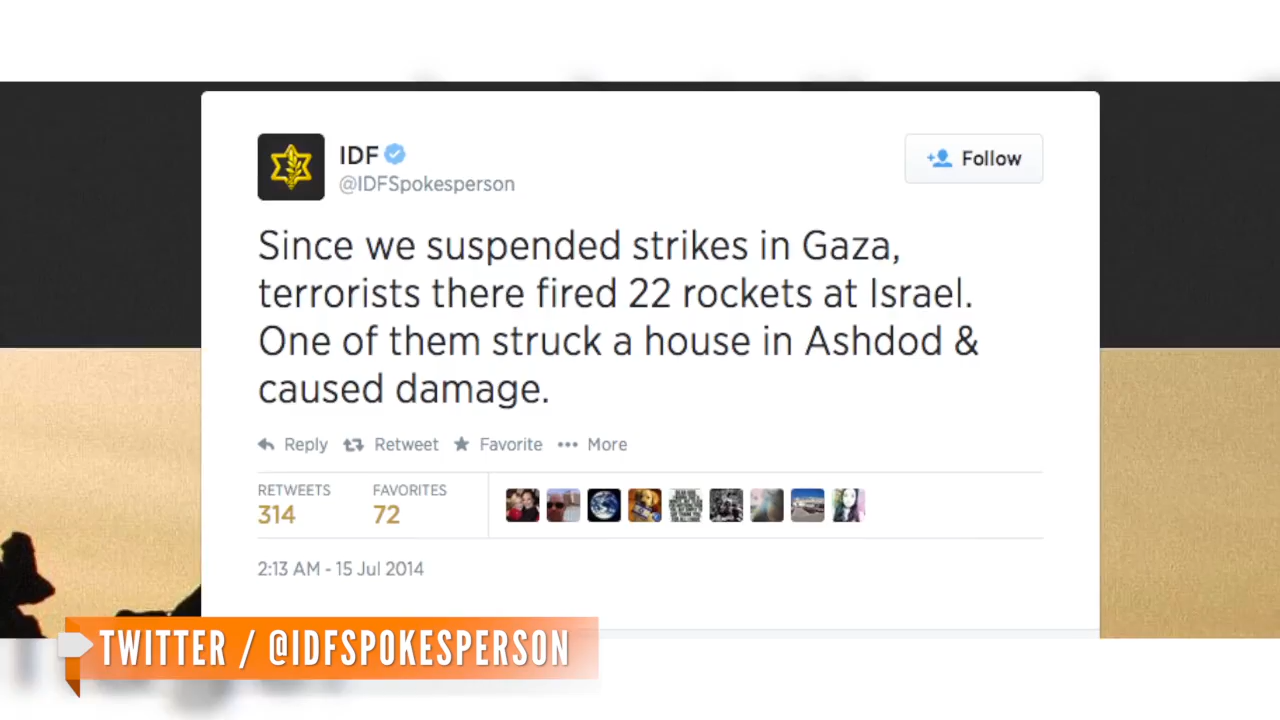 IDF
@IDFSpokesperson
Follow
Since we suspended strikes in Gaza,
terrorists there fired 22 rockets at Israel.
One of them struck a house in Ashdod &
caused damage.
Reply Retweet Favorite More
RETWEETS FAVORITES
314 72
2:13 AM - 15 Jul 2014
TWITTER / @IDFSPOKESPERSON